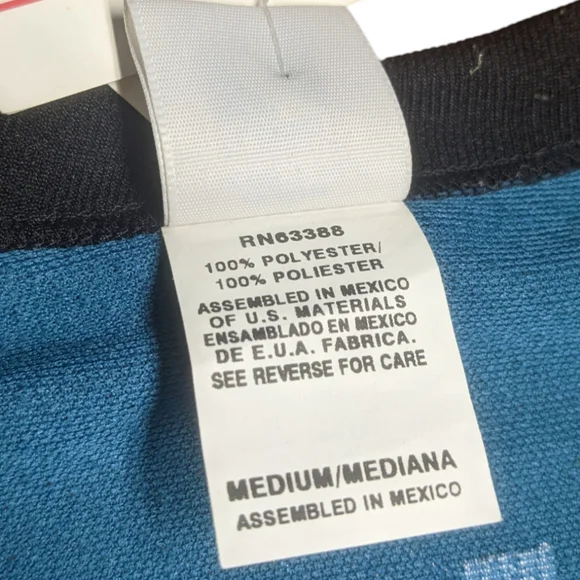 RN63388
100% POLYESTER/
100% POLIESTER
ASSEMBLED IN MEXICO
OF U.S. MATERIALS
ENSAMBLADO EN MEXICO
DE E.U.A. FABRICA.
SEE REVERSE FOR CARE
MEDIUM/MEDIANA
ASSEMBLED IN MEXICO